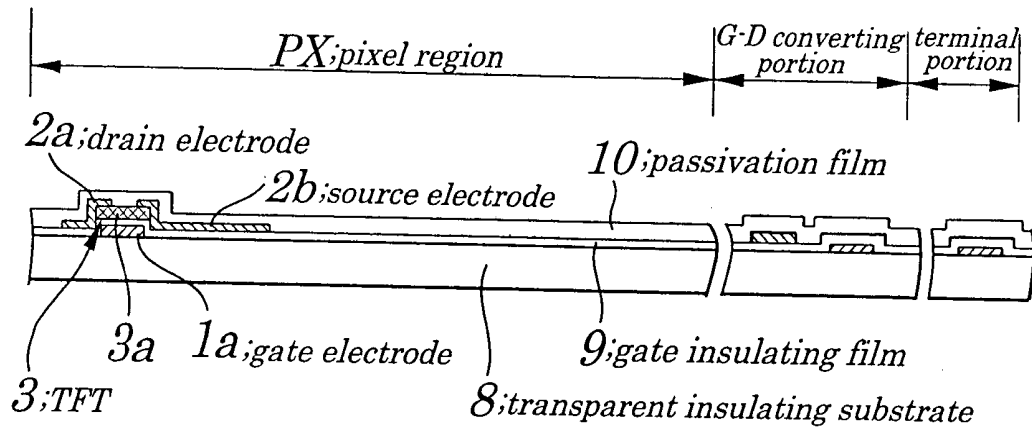 PX;pixel region
G-D converting
portion
terminal
portion
2a;drain electrode
2b;source electrode
10;passivation film
3;TFT
3a
1a;gate electrode
9;gate insulating film
8;transparent insulating substrate